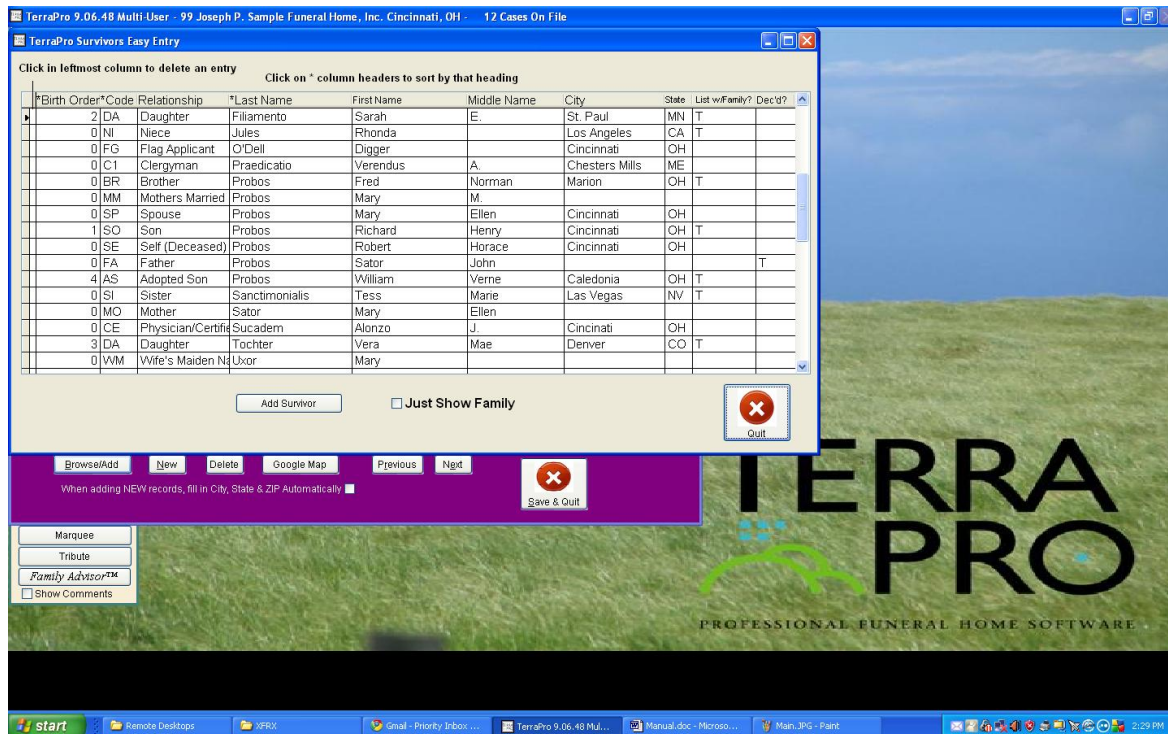 TerraPro 9.06.48 Multi-User - 99 Joseph P. Sample Funeral Home, Inc. Cincinnati, OH - 12 Cases On File
TerraPro Survivors Easy Entry
Click in leftmost column to delete an entry
Click on * column headers to sort by that heading
*Birth Order *Code Relationship *Last Name First Name Middle Name City State List w/Family? Dec'd?
2 DA Daughter Filiamento Sarah E. St. Paul MN T
0 NI Niece Jules Rhonda Los Angeles CA T
0 FG Flag Applicant O'Dell Digger Cincinnati OH
0 C1 Clergyman Praedicatio Verendus A. Chesters Mills ME
0 BR Brother Probos Fred Norman Marion OH T
0 MM Mothers Married Probos Mary M.
0 SP Spouse Probos Mary Ellen Cincinnati OH
1 SO Son Probos Richard Henry Cincinnati OH T
0 SE Self (Deceased) Probos Robert Horace Cincinnati OH
0 FA Father Probos Sator John T
4 AS Adopted Son Probos William Verne Caledonia OH T
0 SI Sister Sanctimonialis Tess Marie Las Vegas NV T
0 MO Mother Sator Mary Ellen
0 CE Physician/Certifie Sucadem Alonzo J. Cincinati OH
3 DA Daughter Tochter Vera Mae Denver CO T
0 WM Wife's Maiden Na Uxor Mary
Add Survivor Just Show Family
Quit
Browse/Add New Delete Google Map Previous Next
When adding NEW records, fill in City, State & ZIP Automatically
Save & Quit
Marquee
Tribute
Family Advisor™
Show Comments
TERRA
PRO
PROFESSIONAL FUNERAL HOME SOFTWARE
start Remote Desktops XFRX Gmail - Priority Inbox ... TerraPro 9.06.48 Mul... Manual.doc - Microso... Main.JPG - Paint 2:29 PM